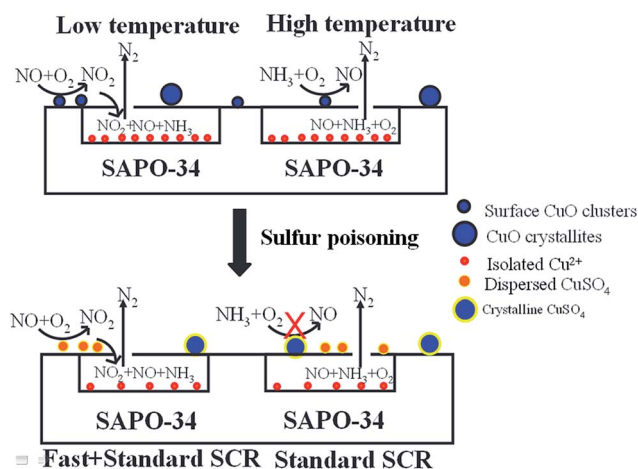 Low temperature
High temperature
N₂
N₂
NO+O₂
NO₂
NH₃+O₂
NO
NO₂+NO+NH₃
NO+NH₃+O₂
SAPO-34
SAPO-34
Sulfur poisoning
Surface CuO clusters
CuO crystallites
Isolated Cu²⁺
Dispersed CuSO₄
Crystalline CuSO₄
N₂
N₂
NO+O₂
NO₂
NH₃+O₂
NO
NO₂+NO+NH₃
NO+NH₃+O₂
SAPO-34
SAPO-34
Fast+Standard SCR
Standard SCR